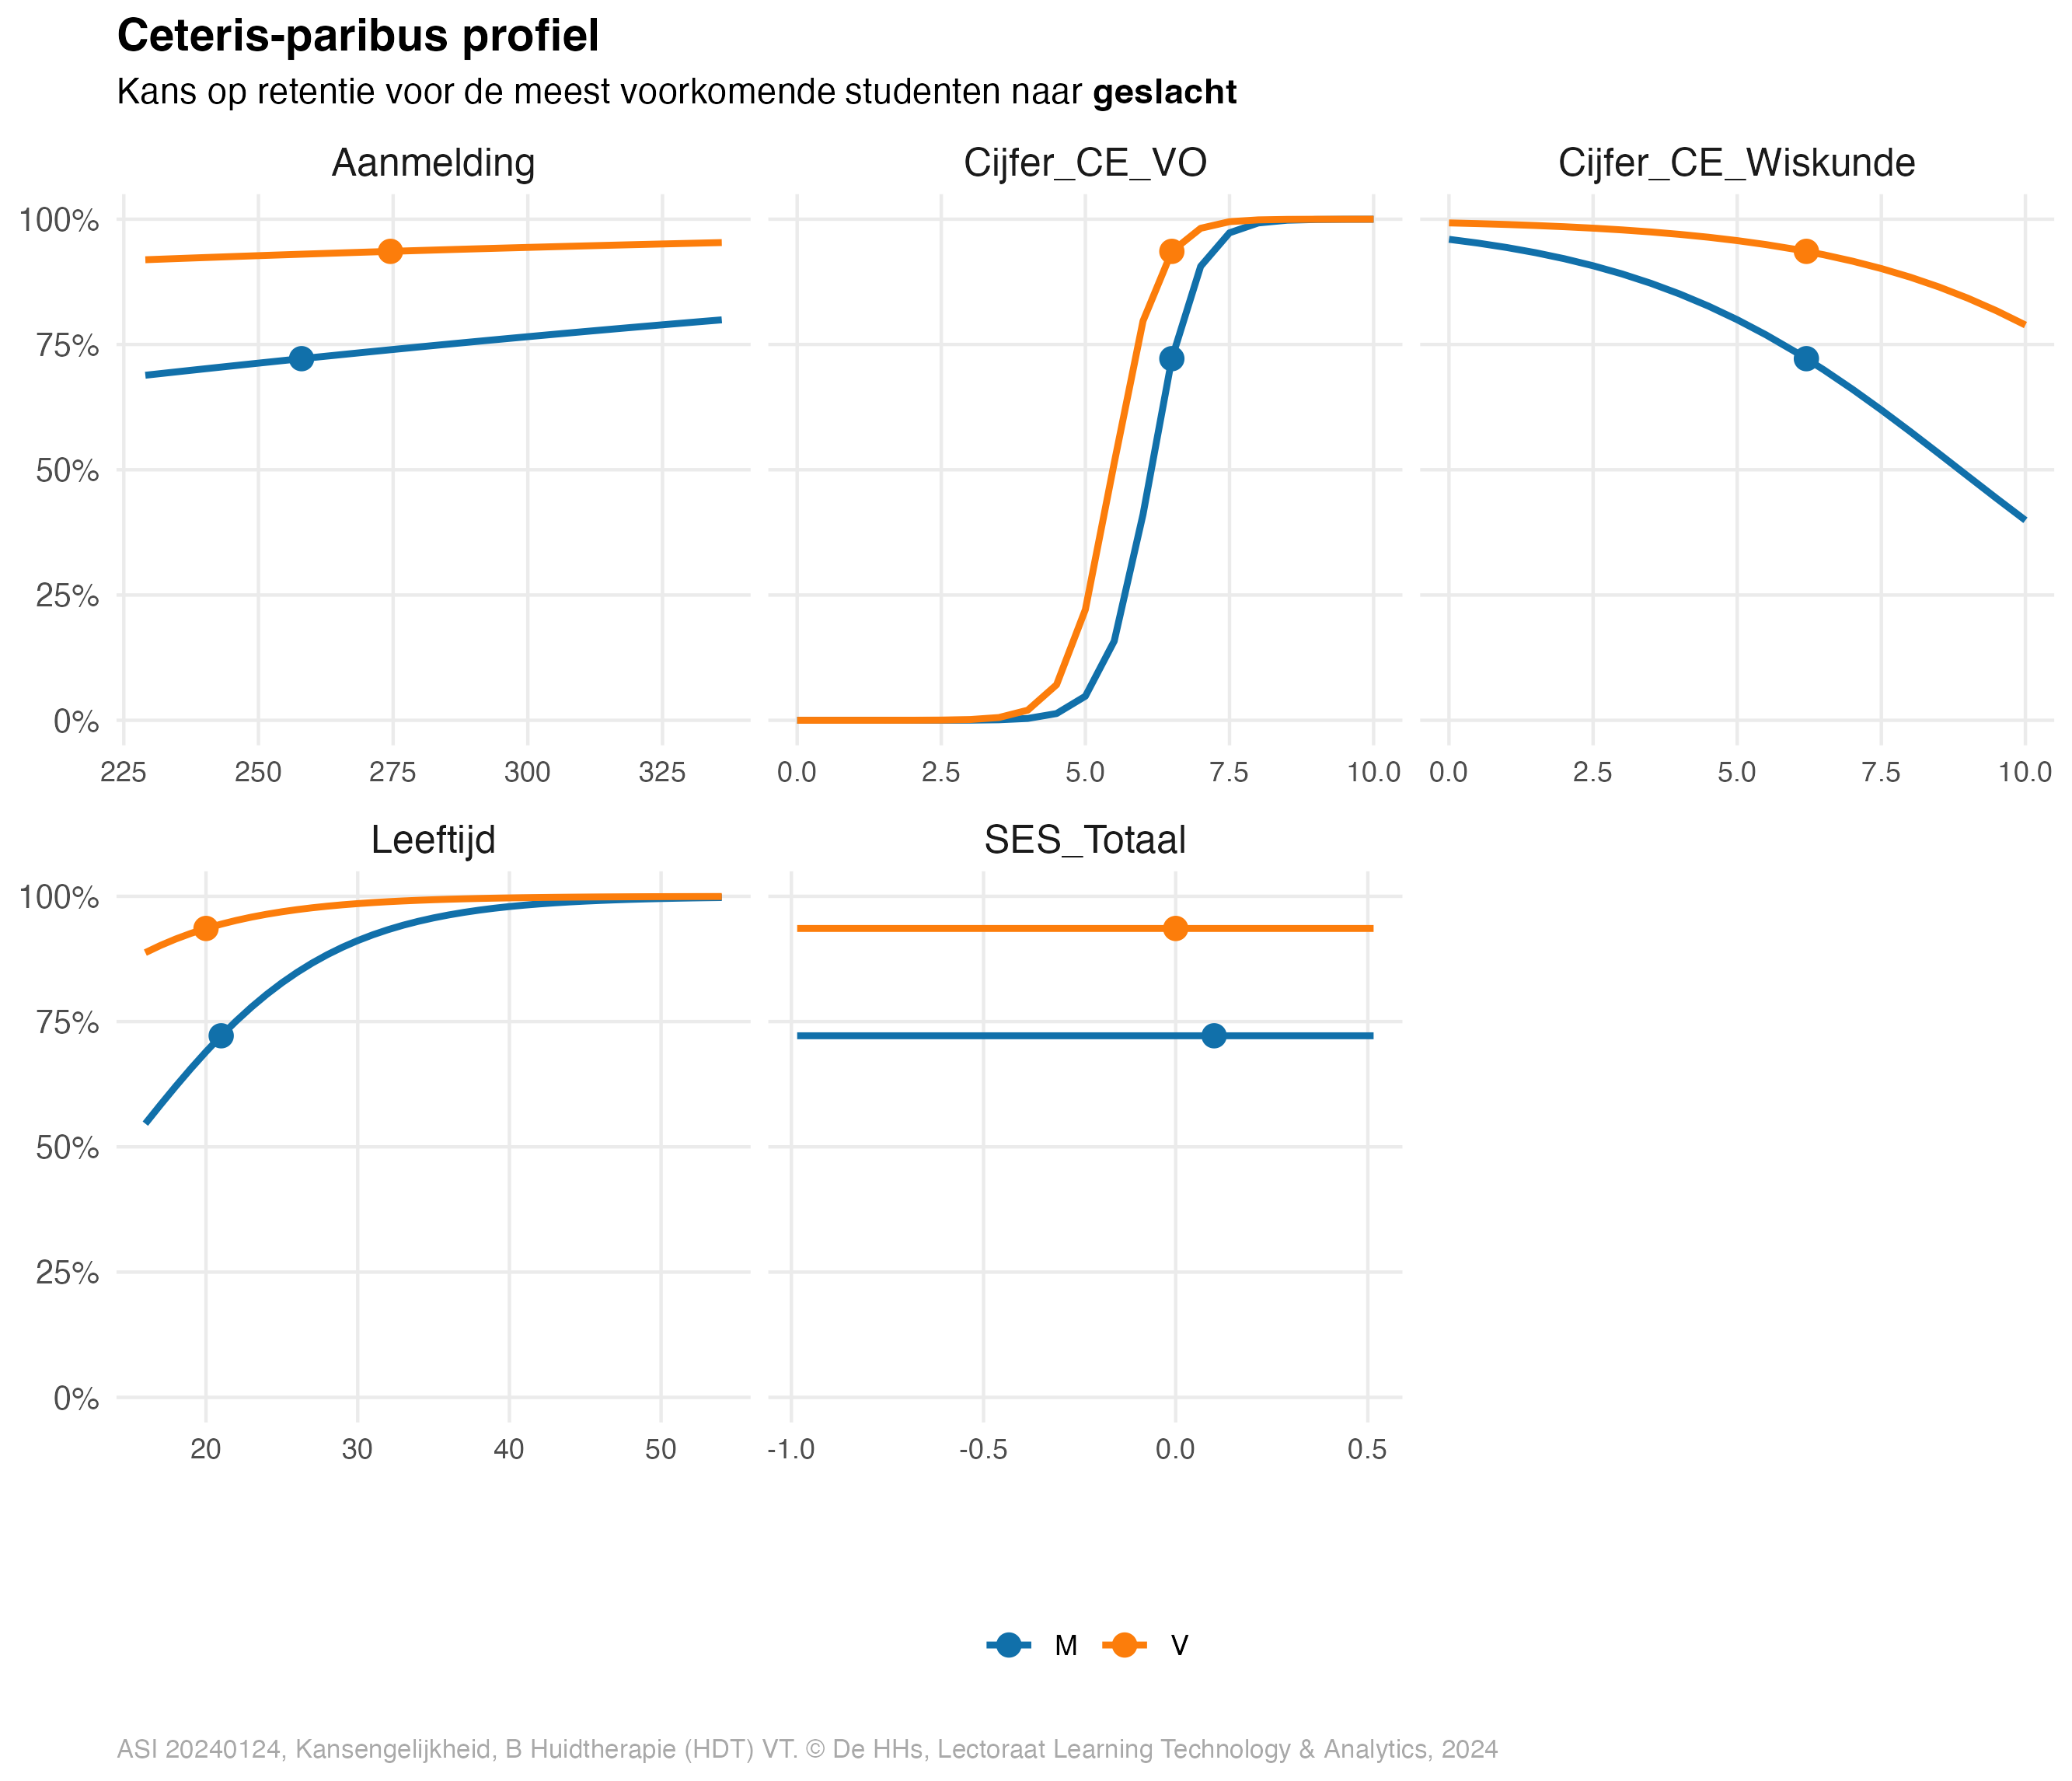 Ceteris-paribus profiel
Kans op retentie voor de meest voorkomende studenten naar geslacht
Aanmelding
Cijfer_CE_VO
Cijfer_CE_Wiskunde
100%
75%
50%
25%
0%
225 250 275 300 325
0.0 2.5 5.0 7.5 10.0
0.0 2.5 5.0 7.5 10.0
Leeftijd
SES_Totaal
100%
75%
50%
25%
0%
20 30 40 50
-1.0 -0.5 0.0 0.5
M V
ASI 20240124, Kansengelijkheid, B Huidtherapie (HDT) VT. © De HHs, Lectoraat Learning Technology & Analytics, 2024